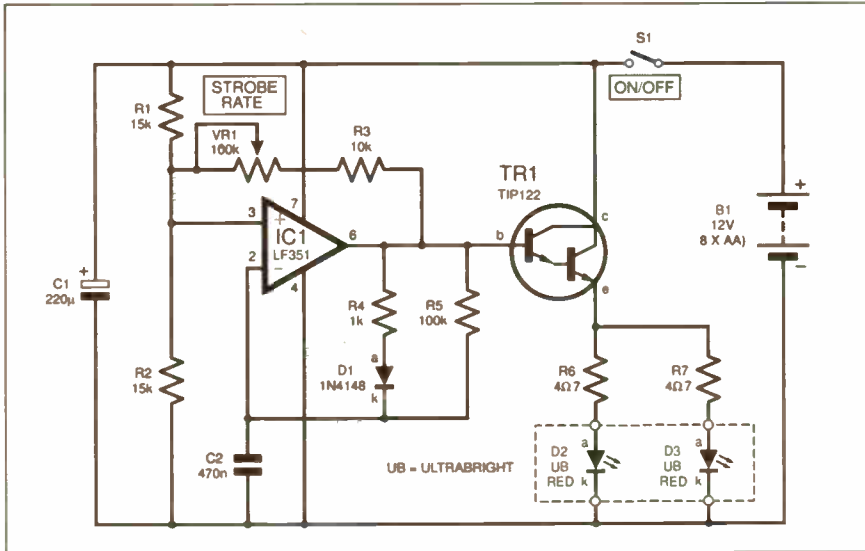 S1
ON/OFF
STROBE
RATE
R1
15k
VR1
100k
R3
10k
TR1
TIP122
c
b
e
B1
12V
8 X AA)
+
−
3
+
7
IC1
LF351
6
2
−
4
+
C1
220µ
R4
1k
R5
100k
a
D1
1N4148
k
R2
15k
R6
4Ω7
R7
4Ω7
C2
470n
UB = ULTRABRIGHT
a
D2
UB
RED
k
a
D3
UB
RED
k